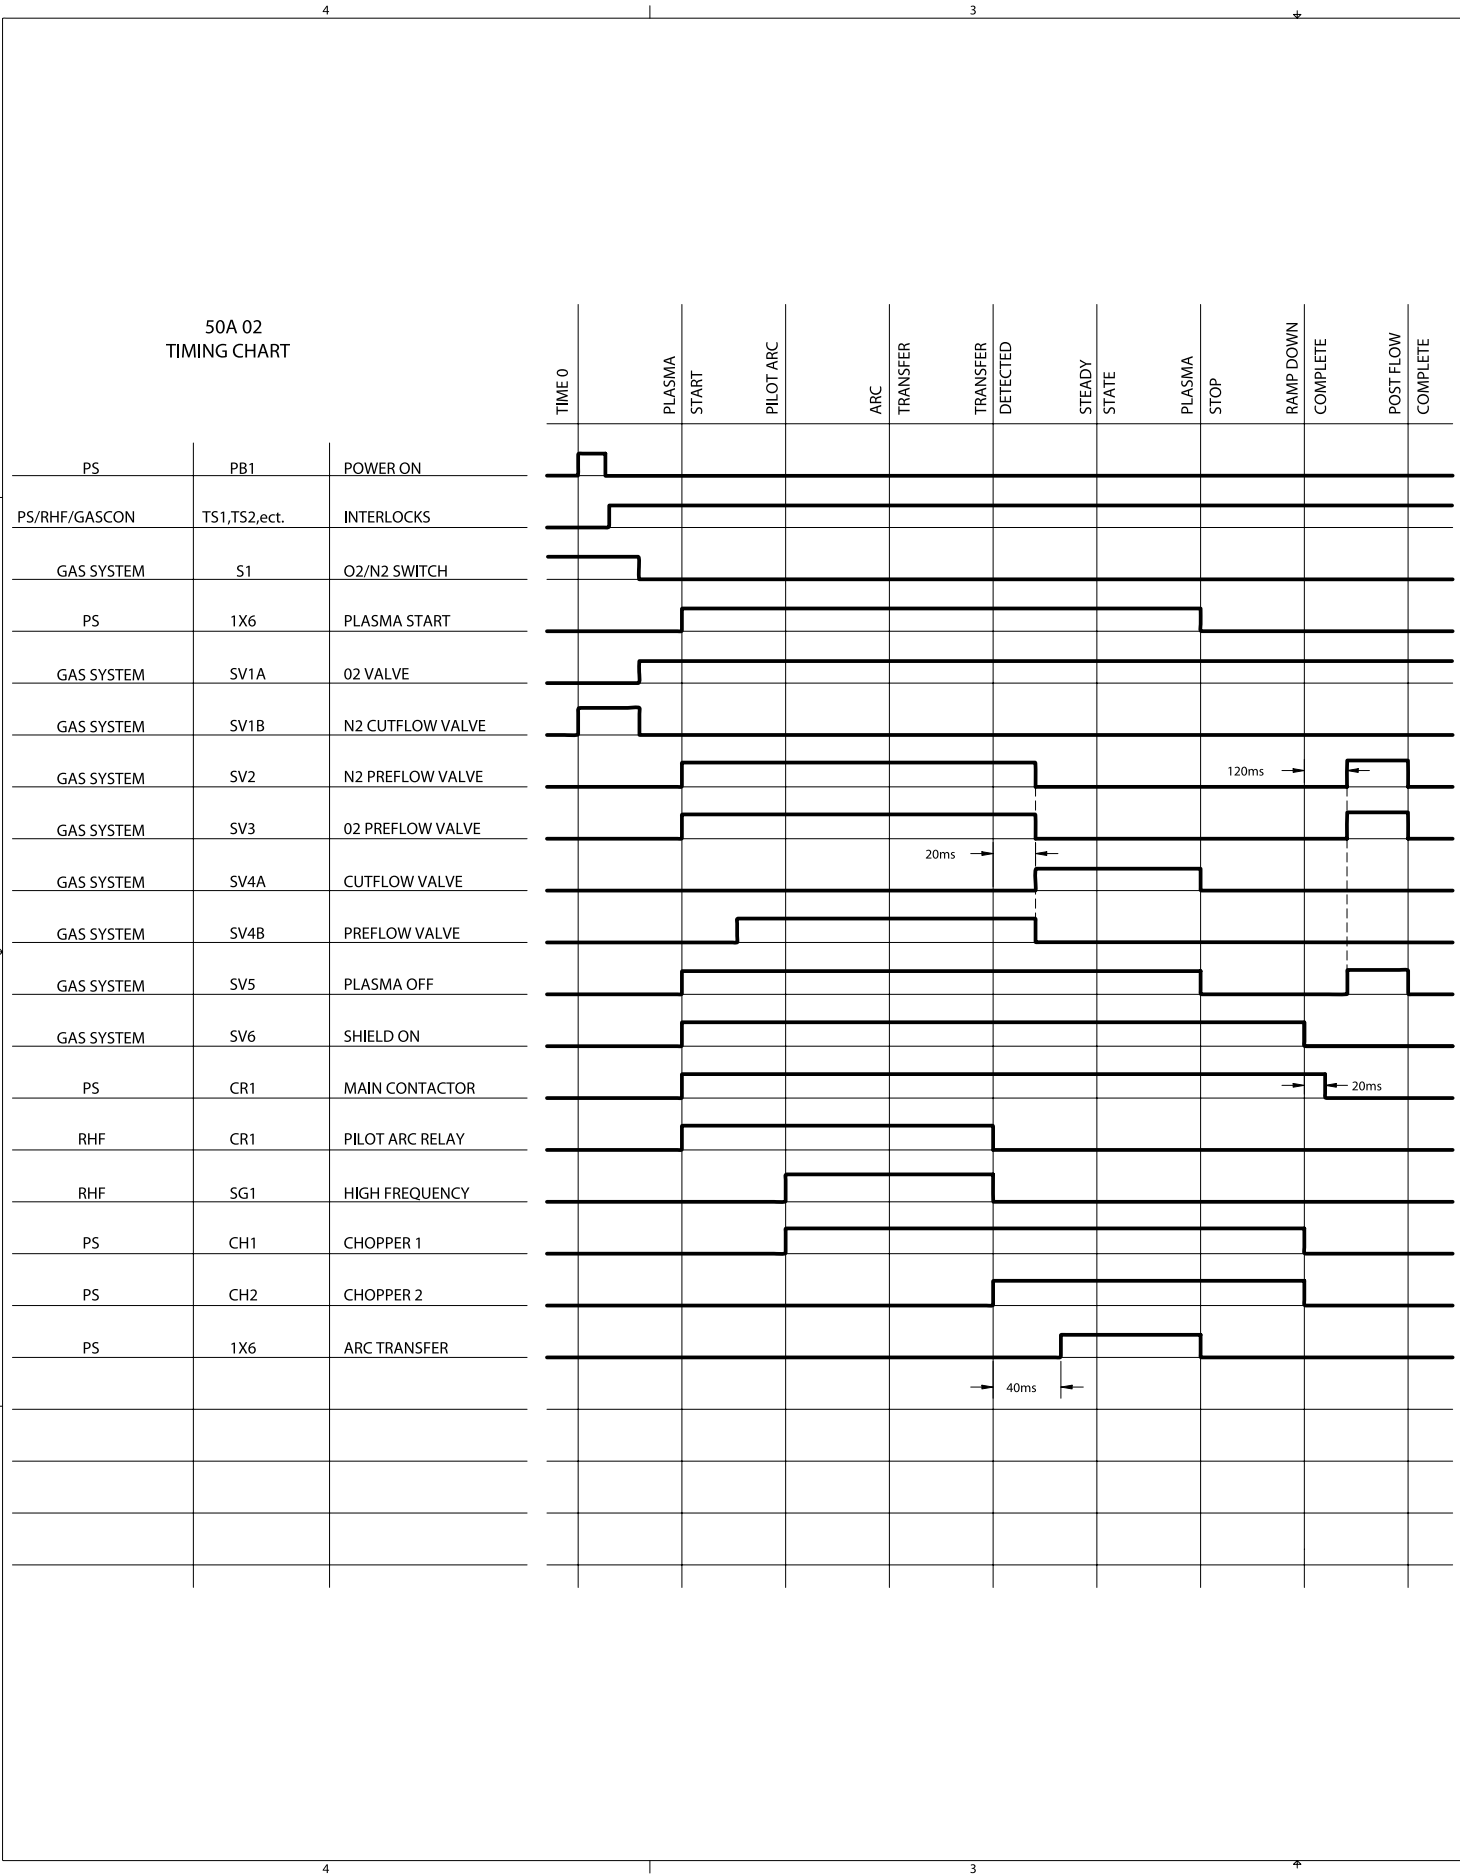 4 3
50A 02
TIMING CHART
TIME 0
PLASMA
START
PILOT ARC
ARC
TRANSFER
TRANSFER
DETECTED
STEADY
STATE
PLASMA
STOP
RAMP DOWN
COMPLETE
POST FLOW
COMPLETE
PS PB1 POWER ON
PS/RHF/GASCON TS1,TS2,ect. INTERLOCKS
GAS SYSTEM S1 O2/N2 SWITCH
PS 1X6 PLASMA START
GAS SYSTEM SV1A 02 VALVE
GAS SYSTEM SV1B N2 CUTFLOW VALVE
GAS SYSTEM SV2 N2 PREFLOW VALVE 120ms
GAS SYSTEM SV3 02 PREFLOW VALVE
20ms
GAS SYSTEM SV4A CUTFLOW VALVE
GAS SYSTEM SV4B PREFLOW VALVE
GAS SYSTEM SV5 PLASMA OFF
GAS SYSTEM SV6 SHIELD ON
PS CR1 MAIN CONTACTOR 20ms
RHF CR1 PILOT ARC RELAY
RHF SG1 HIGH FREQUENCY
PS CH1 CHOPPER 1
PS CH2 CHOPPER 2
PS 1X6 ARC TRANSFER
40ms
4 3